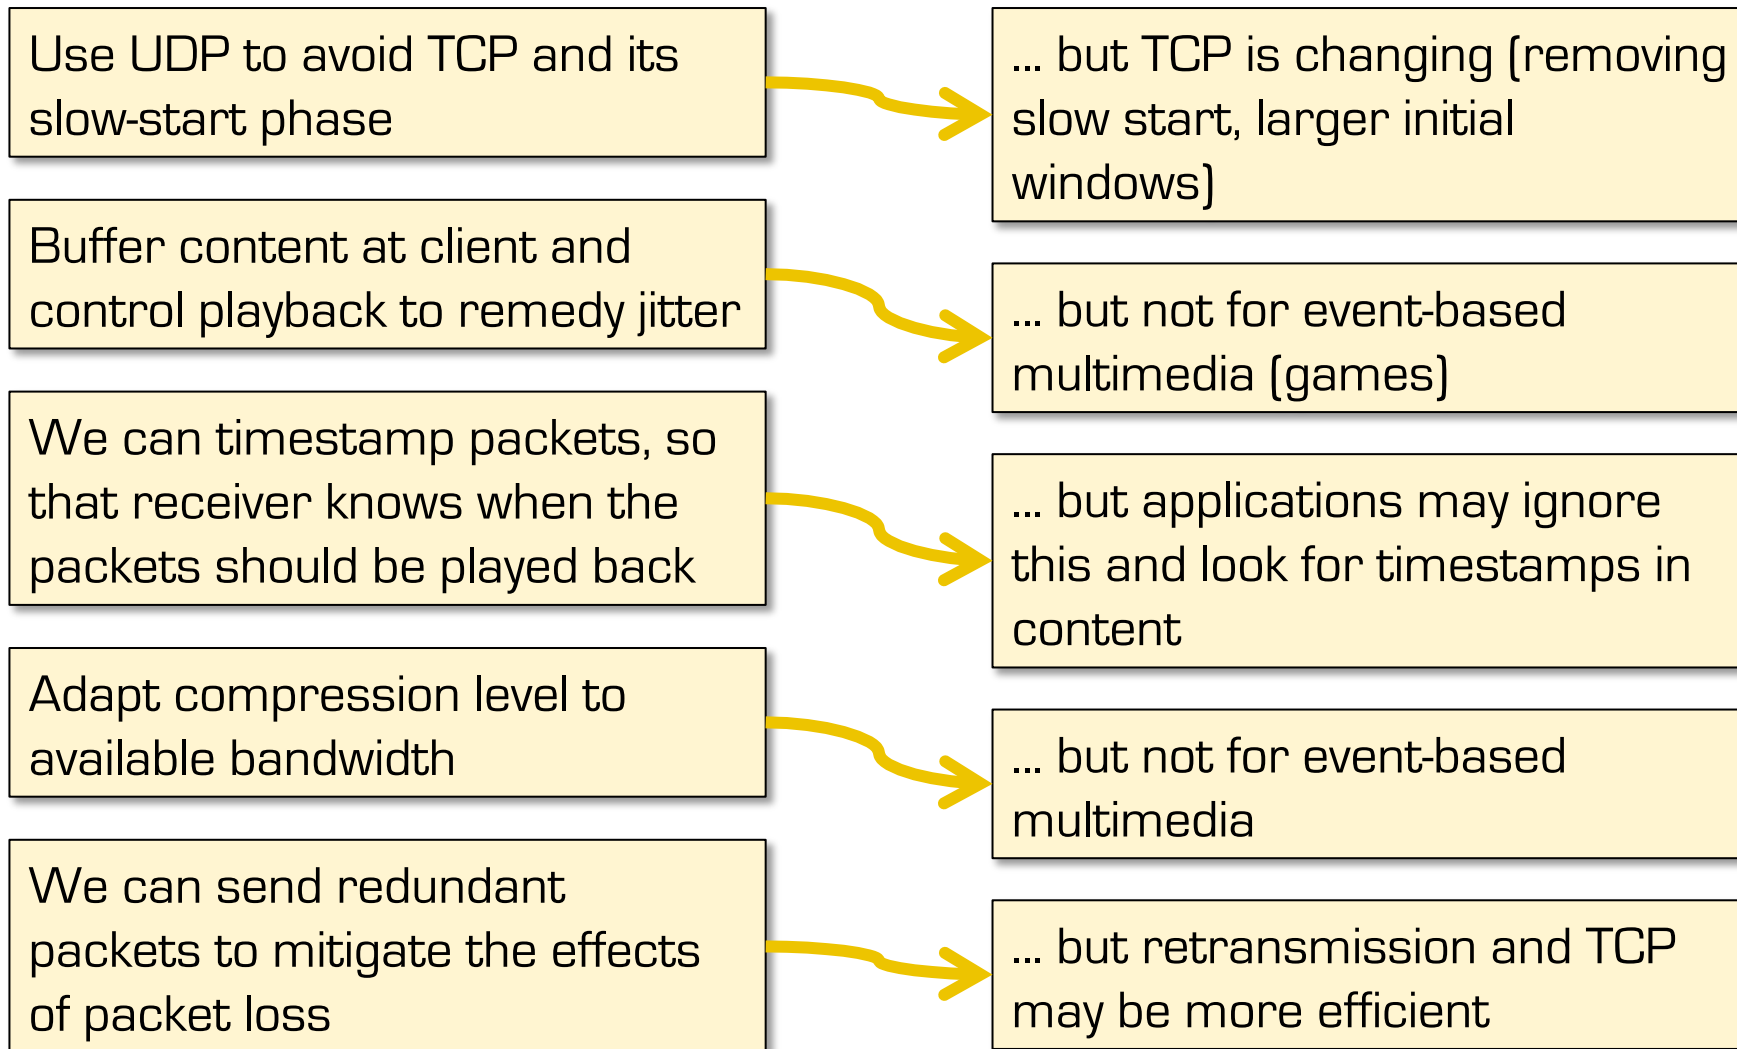 Use UDP to avoid TCP and its
slow-start phase
... but TCP is changing (removing
slow start, larger initial
windows)
Buffer content at client and
control playback to remedy jitter
... but not for event-based
multimedia (games)
We can timestamp packets, so
that receiver knows when the
packets should be played back
... but applications may ignore
this and look for timestamps in
content
Adapt compression level to
available bandwidth
... but not for event-based
multimedia
We can send redundant
packets to mitigate the effects
of packet loss
... but retransmission and TCP
may be more efficient